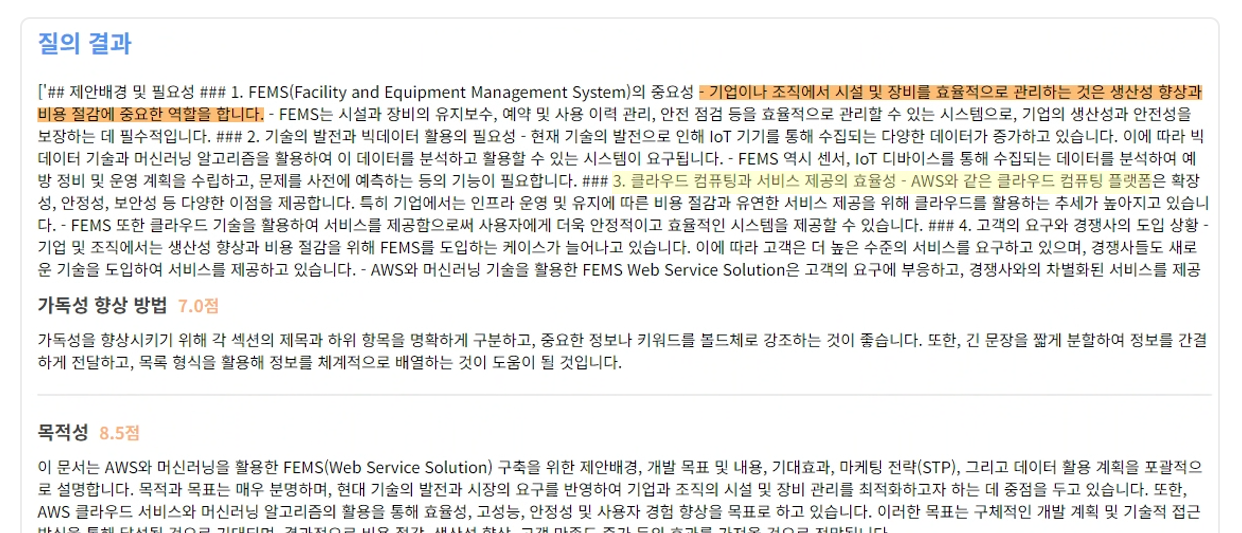 질의 결과
['## 제안배경 및 필요성 ### 1. FEMS(Facility and Equipment Management System)의 중요성 - 기업이나 조직에서 시설 및 장비를 효율적으로 관리하는 것은 생산성 향상과
비용 절감에 중요한 역할을 합니다. - FEMS는 시설과 장비의 유지보수, 예약 및 사용 이력 관리, 안전 점검 등을 효율적으로 관리할 수 있는 시스템으로, 기업의 생산성과 안전성을
보장하는 데 필수적입니다. ### 2. 기술의 발전과 빅데이터 활용의 필요성 - 현재 기술의 발전으로 인해 IoT 기기를 통해 수집되는 다양한 데이터가 증가하고 있습니다. 이에 따라 빅
데이터 기술과 머신러닝 알고리즘을 활용하여 이 데이터를 분석하고 활용할 수 있는 시스템이 요구됩니다. - FEMS 역시 센서, IoT 디바이스를 통해 수집되는 데이터를 분석하여 예
방 정비 및 운영 계획을 수립하고, 문제를 사전에 예측하는 등의 기능이 필요합니다. ### 3. 클라우드 컴퓨팅과 서비스 제공의 효율성 - AWS와 같은 클라우드 컴퓨팅 플랫폼은 확장
성, 안정성, 보안성 등 다양한 이점을 제공합니다. 특히 기업에서는 인프라 운영 및 유지에 따른 비용 절감과 유연한 서비스 제공을 위해 클라우드를 활용하는 추세가 높아지고 있습니
다. - FEMS 또한 클라우드 기술을 활용하여 서비스를 제공함으로써 사용자에게 더욱 안정적이고 효율적인 시스템을 제공할 수 있습니다. ### 4. 고객의 요구와 경쟁사의 도입 상황 -
기업 및 조직에서는 생산성 향상과 비용 절감을 위해 FEMS를 도입하는 케이스가 늘어나고 있습니다. 이에 따라 고객은 더 높은 수준의 서비스를 요구하고 있으며, 경쟁사들도 새로
운 기술을 도입하여 서비스를 제공하고 있습니다. - AWS와 머신러닝 기술을 활용한 FEMS Web Service Solution은 고객의 요구에 부응하고, 경쟁사와의 차별화된 서비스를 제공
가독성 향상 방법 7.0점
가독성을 향상시키기 위해 각 섹션의 제목과 하위 항목을 명확하게 구분하고, 중요한 정보나 키워드를 볼드체로 강조하는 것이 좋습니다. 또한, 긴 문장을 짧게 분할하여 정보를 간결
하게 전달하고, 목록 형식을 활용해 정보를 체계적으로 배열하는 것이 도움이 될 것입니다.
목적성 8.5점
이 문서는 AWS와 머신러닝을 활용한 FEMS(Web Service Solution) 구축을 위한 제안배경, 개발 목표 및 내용, 기대효과, 마케팅 전략(STP), 그리고 데이터 활용 계획을 포괄적으
로 설명합니다. 목적과 목표는 매우 분명하며, 현대 기술의 발전과 시장의 요구를 반영하여 기업과 조직의 시설 및 장비 관리를 최적화하고자 하는 데 중점을 두고 있습니다. 또한,
AWS 클라우드 서비스와 머신러닝 알고리즘의 활용을 통해 효율성, 고성능, 안정성 및 사용자 경험 향상을 목표로 하고 있습니다. 이러한 목표는 구체적인 개발 계획 및 기술적 접근